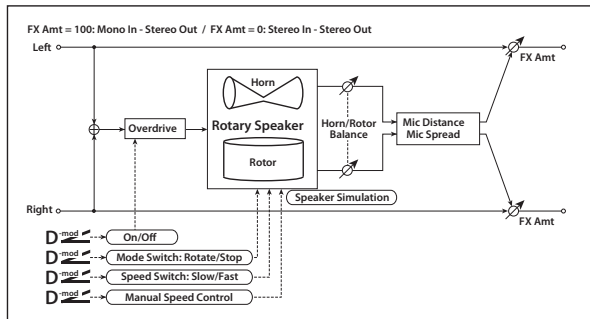 FX Amt = 100: Mono In - Stereo Out / FX Amt = 0: Stereo In - Stereo Out
Left
FX Amt
Horn
Overdrive
Rotary Speaker
Horn/Rotor
Balance
Mic Distance
Mic Spread
Rotor
Speaker Simulation
Right
FX Amt
D-mod
On/Off
D-mod
Mode Switch: Rotate/Stop
D-mod
Speed Switch: Slow/Fast
D-mod
Manual Speed Control